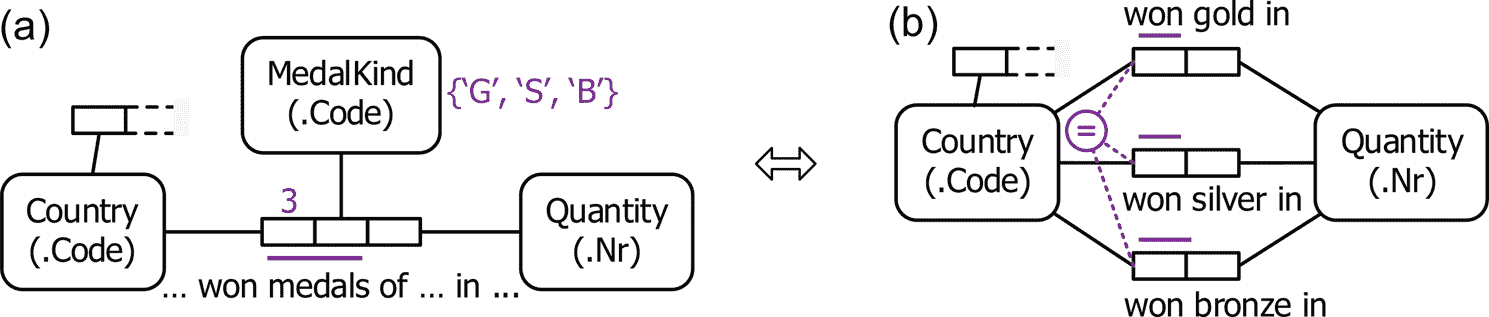 (a)
MedalKind
(.Code)
{‘G’, ‘S’, ‘B’}
Country
(.Code)
3
Quantity
(.Nr)
... won medals of ... in ...
(b)
won gold in
Country
(.Code)
=
Quantity
(.Nr)
won silver in
won bronze in